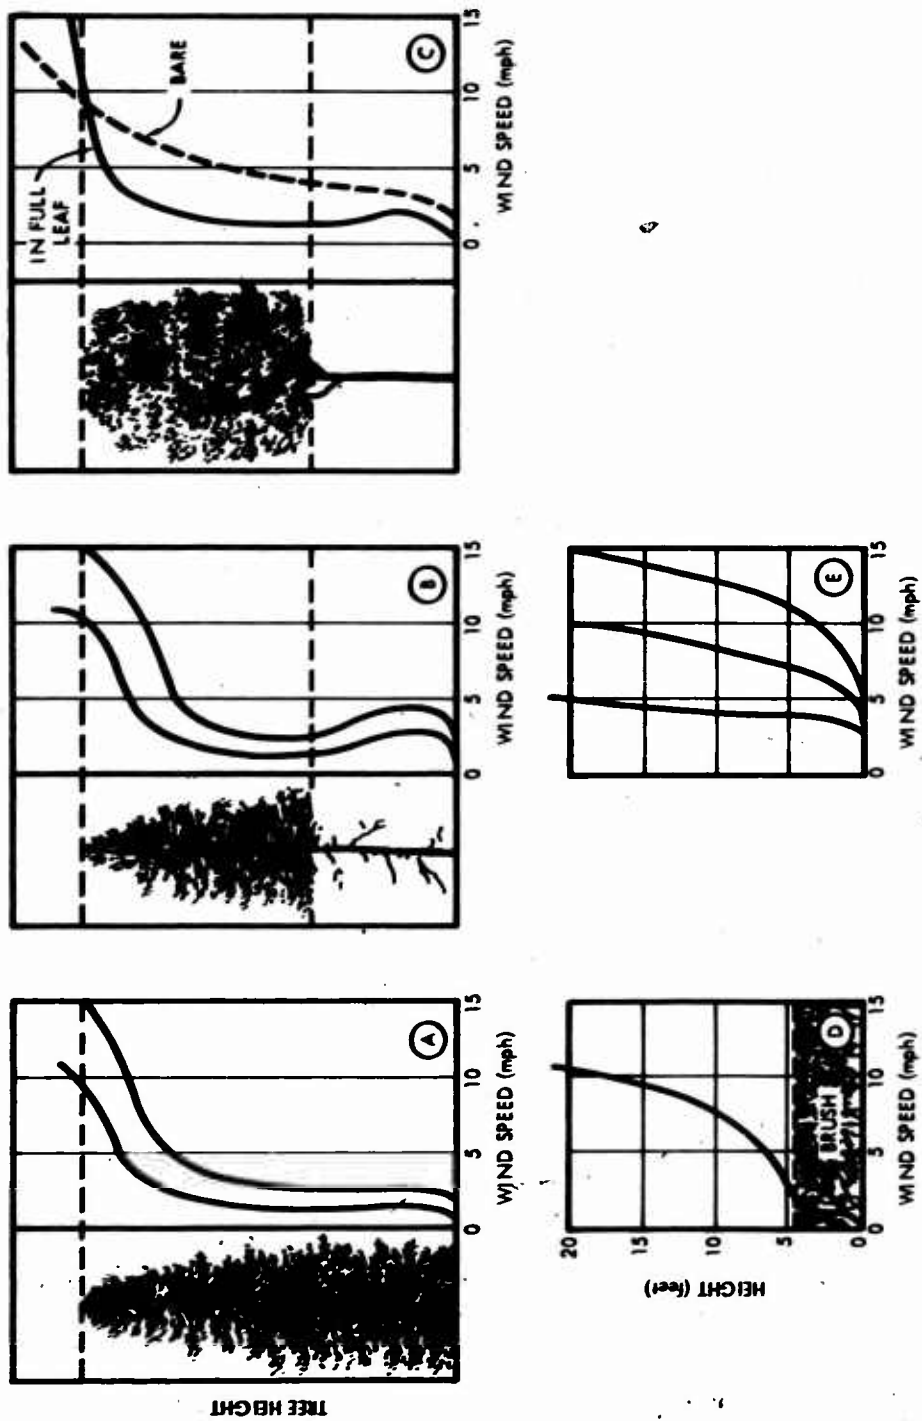 TREE HEIGHT
A
0 5 10 15
WIND SPEED (mph)
B
0 5 10 15
WIND SPEED (mph)
IN FULL
LEAF
BARE
C
0 5 10 15
WIND SPEED (mph)
HEIGHT (feet)
20
15
10
5
0
BRUSH
D
0 5 10 15
WIND SPEED (mph)
E
0 5 10 15
WIND SPEED (mph)